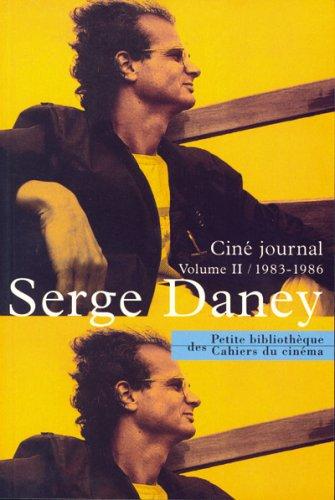 Ciné journal
Volume II / 1983-1986
Serge Daney
Petite bibliothèque
des Cahiers du cinéma